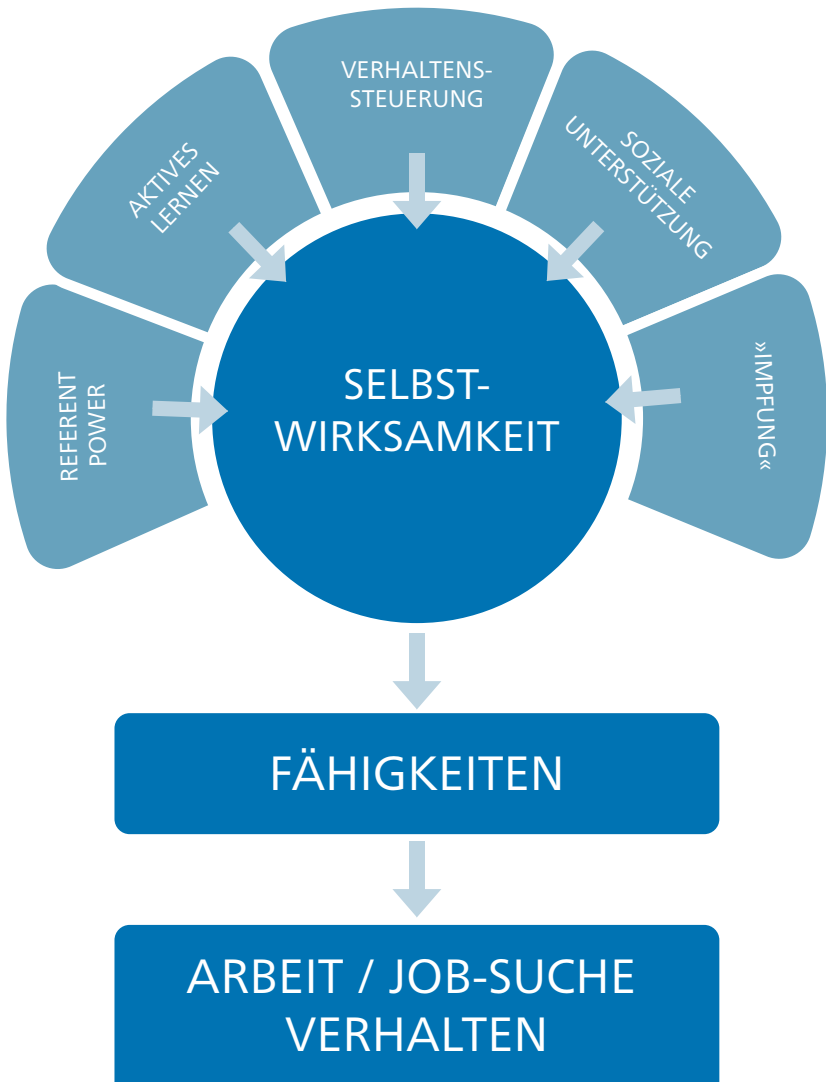 VERHALTENS-
STEUERUNG
AKTIVES
LERNEN
SOZIALE
UNTERSTÜTZUNG
REFERENT
POWER
»IMPFUNG«
SELBST-
WIRKSAMKEIT
FÄHIGKEITEN
ARBEIT / JOB-SUCHE
VERHALTEN